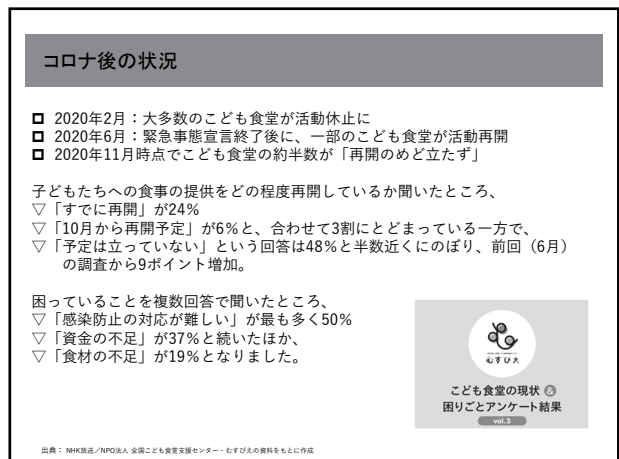 コロナ後の状況
2020年2月：大多数のこども食堂が活動休止に
2020年6月：緊急事態宣言終了後に、一部のこども食堂が活動再開
2020年11月時点でこども食堂の約半数が「再開のめど立たず」
子どもたちへの食事の提供をどの程度再開しているか聞いたところ、
▽「すでに再開」が24%
▽「10月から再開予定」が6%と、合わせて3割にとどまっている一方で、
▽「予定は立っていない」という回答は48%と半数近くにのぼり、前回（6月）
の調査から9ポイント増加。
困っていることを複数回答で聞いたところ、
▽「感染防止の対応が難しい」が最も多く50%
▽「資金の不足」が37%と続いたほか、
▽「食材の不足」が19%となりました。
むすびえ
こども食堂の現状 &
困りごとアンケート結果
vol.3
出典： NHK放送／NPO法人 全国こども食堂支援センター・むすびえの資料をもとに作成